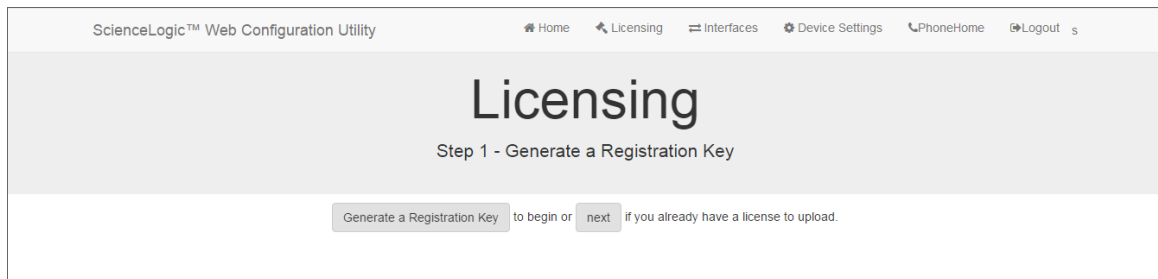 ScienceLogic™ Web Configuration Utility Home Licensing Interfaces Device Settings PhoneHome Logout s
Licensing
Step 1 - Generate a Registration Key
Generate a Registration Key to begin or next if you already have a license to upload.